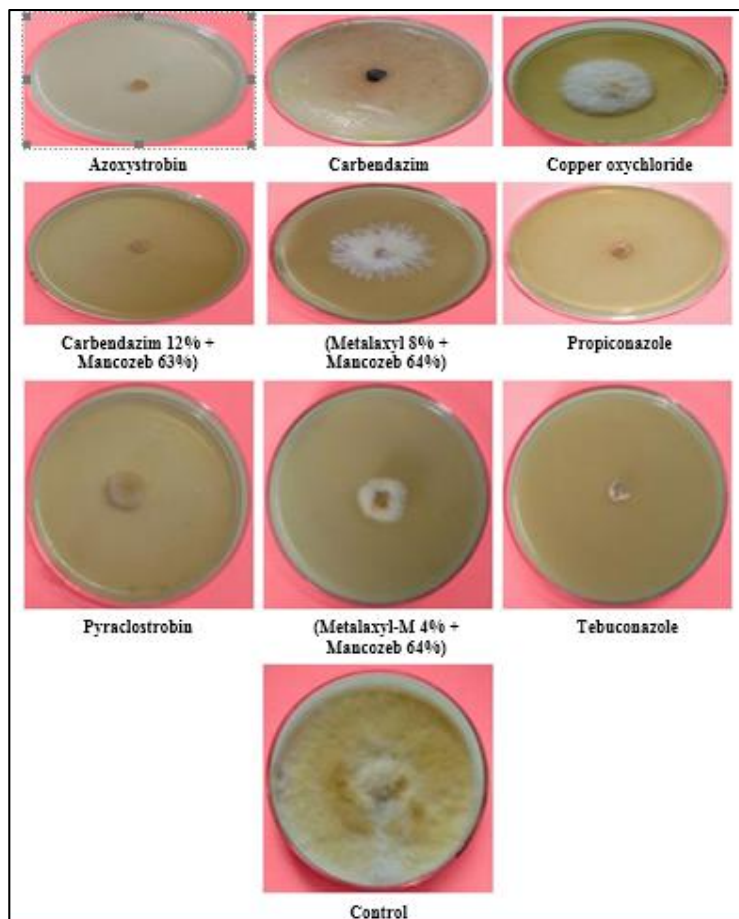 Azoxystrobin
Carbendazim
Copper oxychloride
Carbendazim 12% +
Mancozeb 63%)
(Metalaxyl 8% +
Mancozeb 64%)
Propiconazole
Pyraclostrobin
(Metalaxyl-M 4% +
Mancozeb 64%)
Tebuconazole
Control